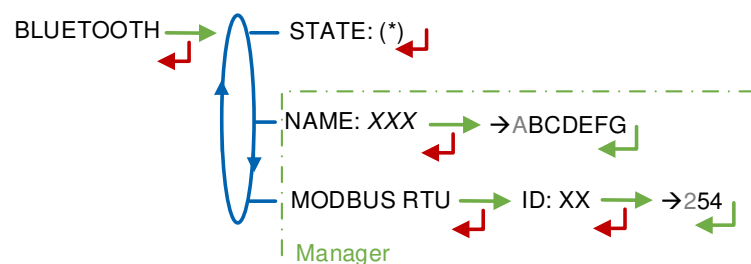 BLUETOOTH STATE: (*)
NAME: XXX →ABCDEFG
MODBUS RTU ID: XX →254
Manager